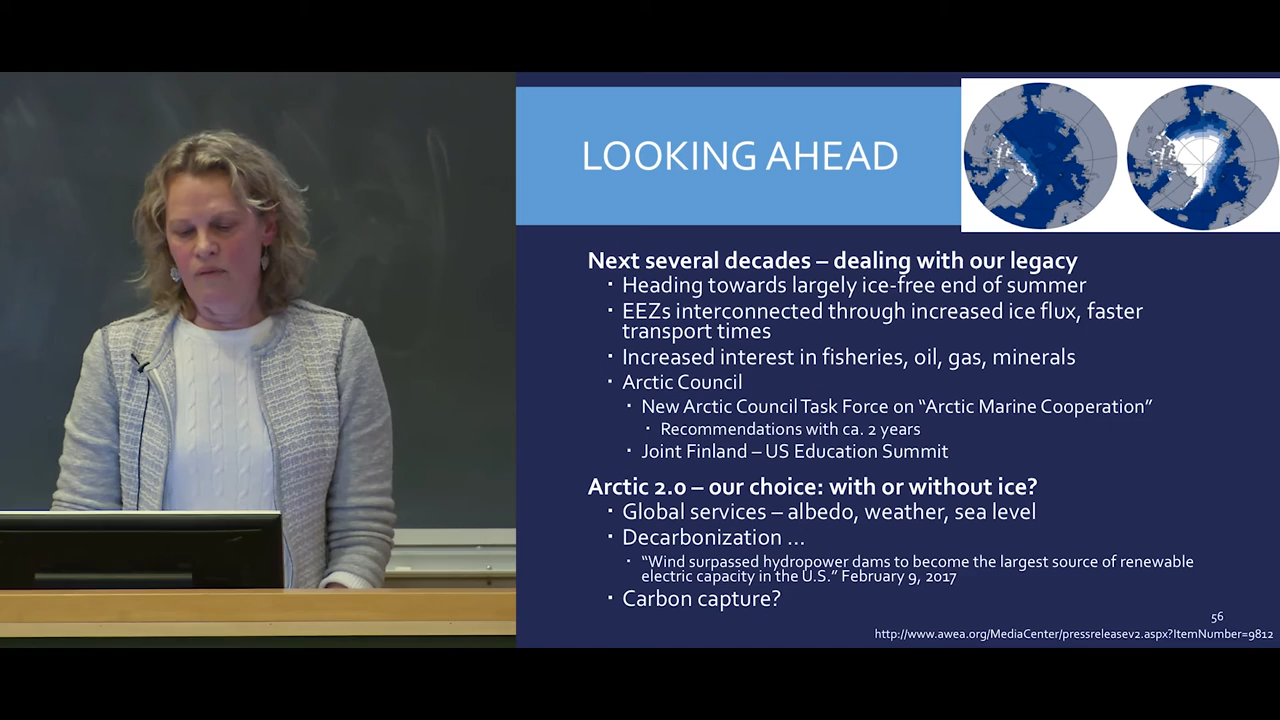 LOOKING AHEAD
Next several decades – dealing with our legacy
▪ Heading towards largely ice-free end of summer
▪ EEZs interconnected through increased ice flux, faster
transport times
▪ Increased interest in fisheries, oil, gas, minerals
▪ Arctic Council
▪ New Arctic Council Task Force on “Arctic Marine Cooperation”
▪ Recommendations with ca. 2 years
▪ Joint Finland – US Education Summit
Arctic 2.0 – our choice: with or without ice?
▪ Global services – albedo, weather, sea level
▪ Decarbonization ...
▪ “Wind surpassed hydropower dams to become the largest source of renewable
electric capacity in the U.S.” February 9, 2017
▪ Carbon capture?
56
http://www.awea.org/MediaCenter/pressreleasev2.aspx?ItemNumber=9812